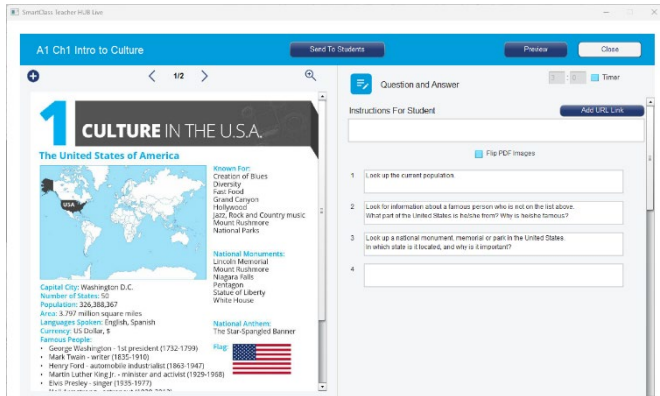 SmartClass Teacher HUB Live
A1 Ch1 Intro to Culture
Send To Students
Preview
Close
1/2
Question and Answer
Timer
Instructions For Student
Add URL Link
Flip PDF Images
1 Look up the current population.
2 Look for information about a famous person who is not on the list above.
What part of the United States is he/she from? Why is he/she famous?
3 Look up a national monument, memorial or park in the United States.
In which state is it located, and why is it important?
4
1 CULTURE IN THE U.S.A.
The United States of America
USA
Known For:
Creation of Blues
Diversity
Fast Food
Grand Canyon
Hollywood
Jazz, Rock and Country music
Mount Rushmore
National Parks
National Monuments:
Lincoln Memorial
Mount Rushmore
Niagara Falls
Pentagon
Statue of Liberty
White House
National Anthem:
The Star-Spangled Banner
Flag:
Capital City: Washington D.C.
Number of States: 50
Population: 326,388,367
Area: 3.797 million square miles
Languages Spoken: English, Spanish
Currency: US Dollar, $
Famous People:
• George Washington - 1st president (1732-1799)
• Mark Twain - writer (1835-1910)
• Henry Ford - automobile industrialist (1863-1947)
• Martin Luther King Jr. - minister and activist (1929-1968)
• Elvis Presley - singer (1935-1977)